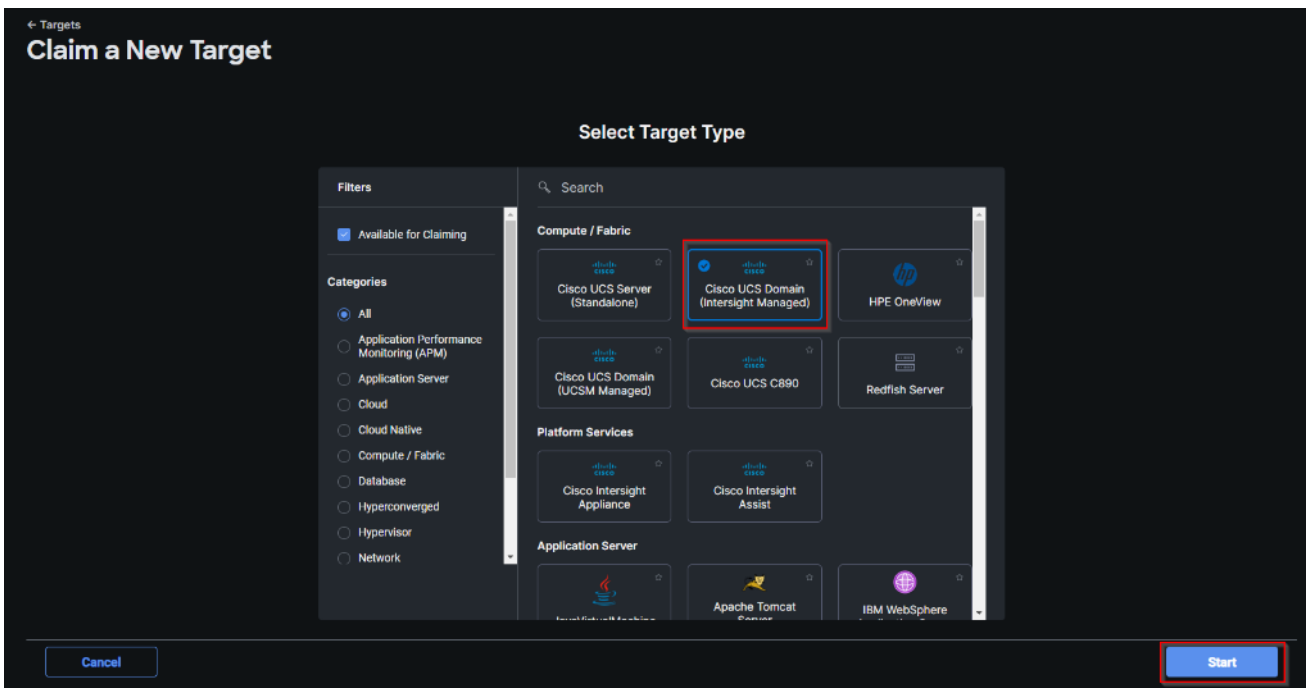 ← Targets
Claim a New Target
Select Target Type
Filters
Search
Available for Claiming
Categories
All
Application Performance
Monitoring (APM)
Application Server
Cloud
Cloud Native
Compute / Fabric
Database
Hyperconverged
Hypervisor
Network
Compute / Fabric
CISCO
Cisco UCS Server
(Standalone)
CISCO
Cisco UCS Domain
(Intersight Managed)
hp
HPE OneView
CISCO
Cisco UCS Domain
(UCSM Managed)
CISCO
Cisco UCS C890
Redfish Server
Platform Services
CISCO
Cisco Intersight
Appliance
CISCO
Cisco Intersight
Assist
Application Server
Apache Tomcat
IBM WebSphere
Cancel
Start